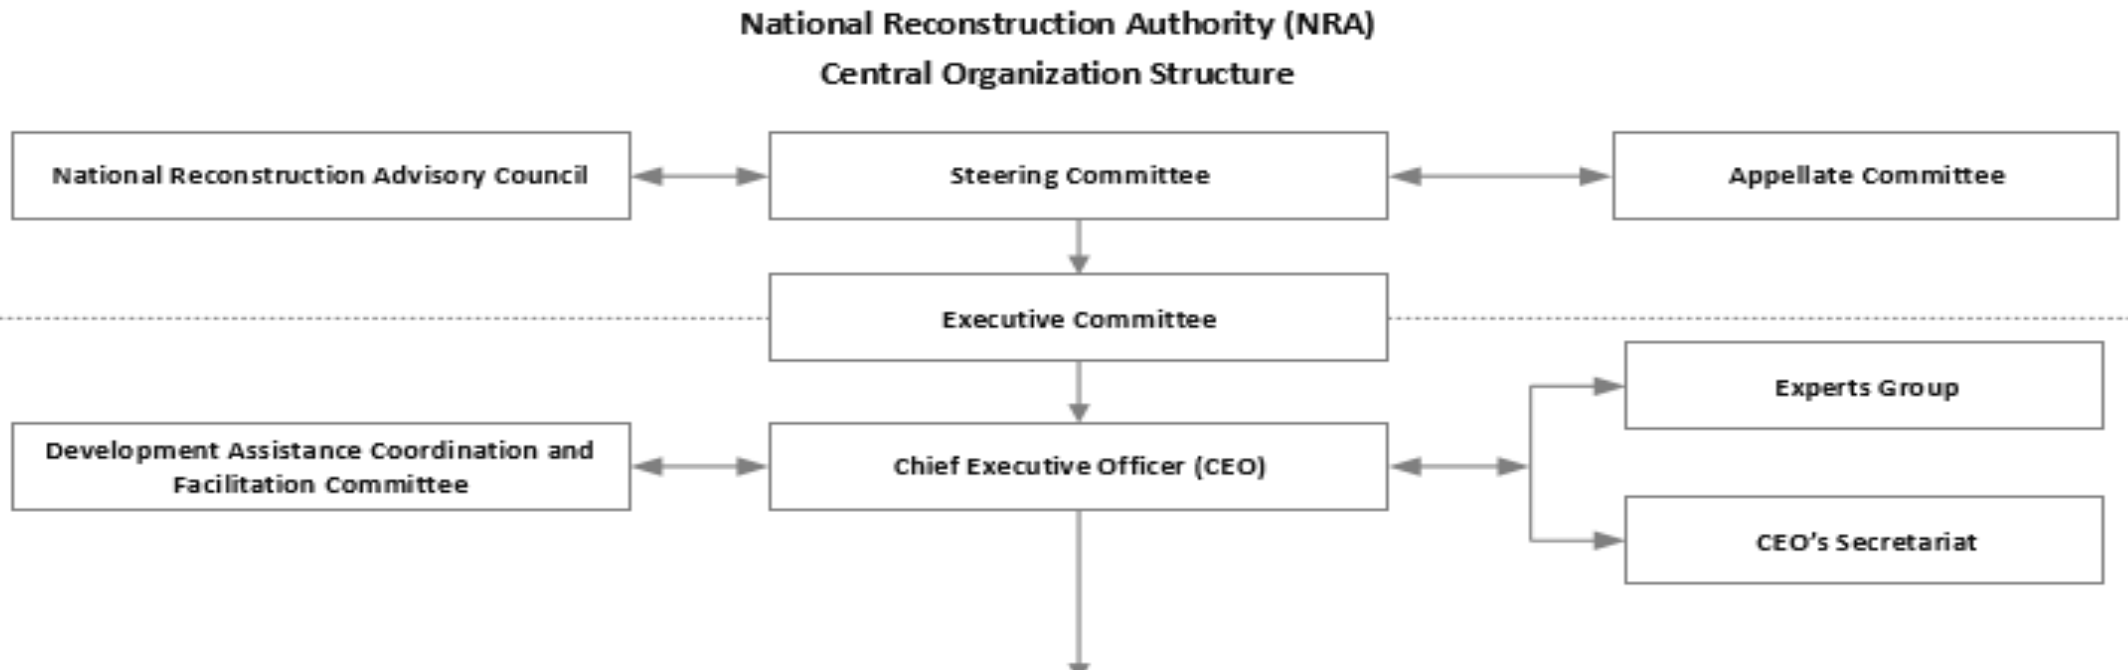 National Reconstruction Authority (NRA)
Central Organization Structure
National Reconstruction Advisory Council
Steering Committee
Appellate Committee
Executive Committee
Experts Group
Development Assistance Coordination and
Facilitation Committee
Chief Executive Officer (CEO)
CEO’s Secretariat